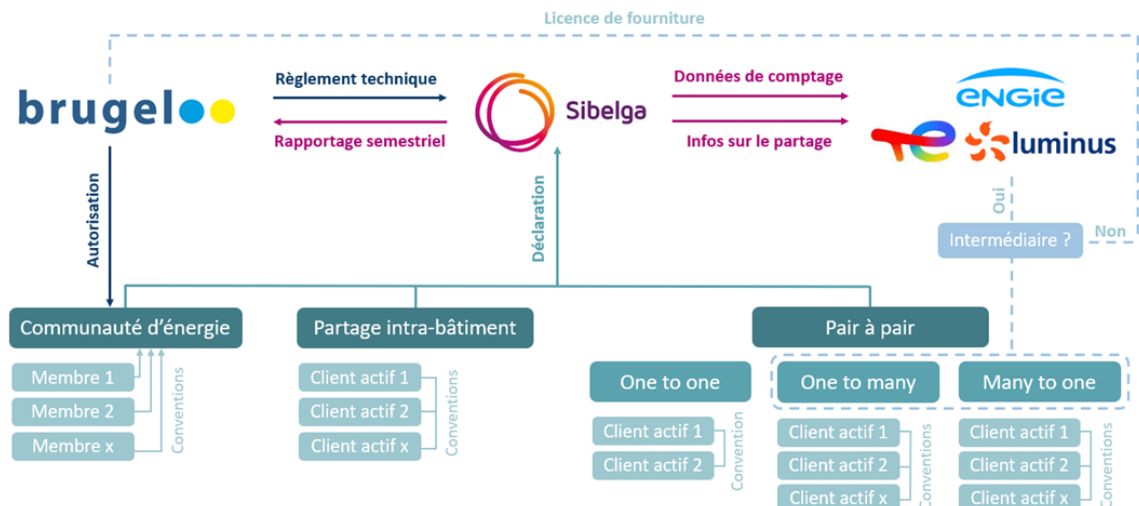 Licence de fourniture
brugel
Règlement technique
Rapportage semestriel
Sibelga
Données de comptage
Infos sur le partage
ENGIE
TE
luminus
Autorisation
Déclaration
Oui
Intermédiaire ?
Non
Communauté d'énergie
Partage intra-bâtiment
Pair à pair
Membre 1
Membre 2
Membre x
Conventions
Client actif 1
Client actif 2
Client actif x
Conventions
One to one
Client actif 1
Client actif 2
Convention
One to many
Client actif 1
Client actif 2
Client actif x
Conventions
Many to one
Client actif 1
Client actif 2
Client actif x
Conventions